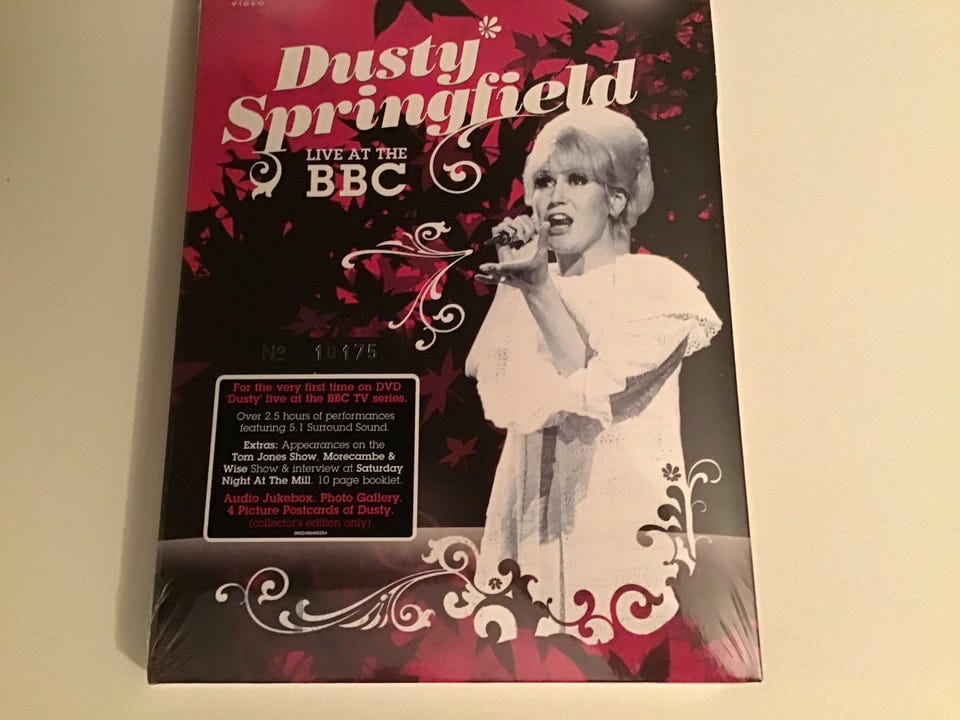 VIDEO
Dusty*
Springfield
LIVE AT THE
BBC
Nº 10175
For the very first time on DVD
'Dusty' live at the BBC TV series.
Over 2.5 hours of performances
featuring 5.1 Surround Sound.
Extras: Appearances on the
Tom Jones Show, Morecambe &
Wise Show & interview at Saturday
Night At The Mill. 10 page booklet.
Audio Jukebox. Photo Gallery.
4 Picture Postcards of Dusty.
(collector's edition only)